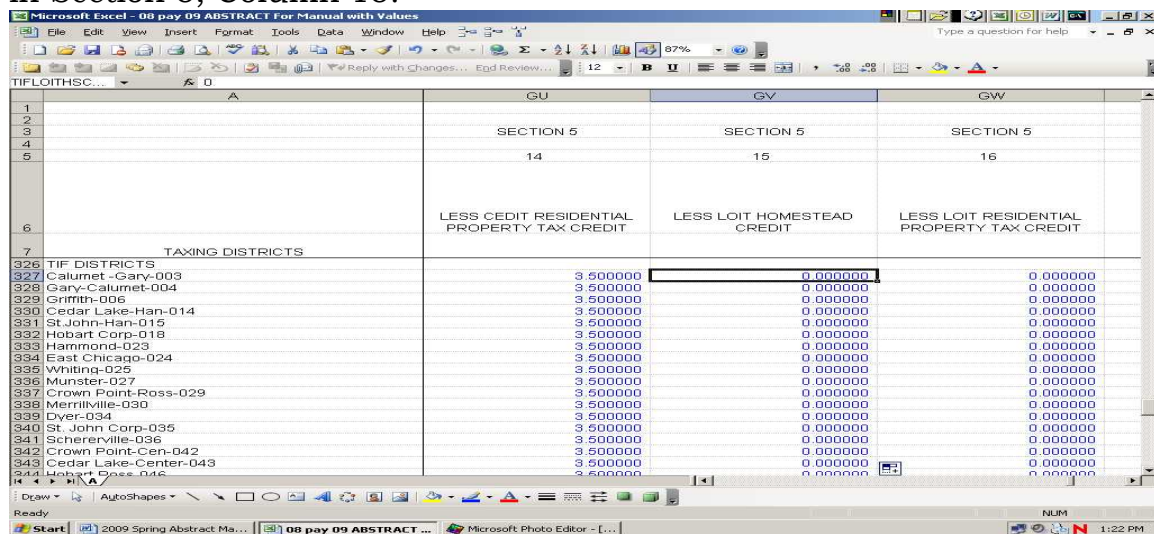 in Section 5, Column 16.
Microsoft Excel - 08 pay 09 ABSTRACT For Manual with Values
File Edit View Insert Format Tools Data Window Help Type a question for help
87%
Reply with Changes... End Review... 12 B U
TIFLOITHSC... fx 0
A GU GV GW
1
2
3 SECTION 5 SECTION 5 SECTION 5
4
5 14 15 16
LESS CEDIT RESIDENTIAL LESS LOIT HOMESTEAD LESS LOIT RESIDENTIAL
6 PROPERTY TAX CREDIT CREDIT PROPERTY TAX CREDIT
7 TAXING DISTRICTS
326 TIF DISTRICTS
327 Calumet -Gary-003 3.500000 0.000000 0.000000
328 Gary-Calumet-004 3.500000 0.000000 0.000000
329 Griffith-006 3.500000 0.000000 0.000000
330 Cedar Lake-Han-014 3.500000 0.000000 0.000000
331 St.John-Han-015 3.500000 0.000000 0.000000
332 Hobart Corp-018 3.500000 0.000000 0.000000
333 Hammond-023 3.500000 0.000000 0.000000
334 East Chicago-024 3.500000 0.000000 0.000000
335 Whiting-025 3.500000 0.000000 0.000000
336 Munster-027 3.500000 0.000000 0.000000
337 Crown Point-Ross-029 3.500000 0.000000 0.000000
338 Merrillville-030 3.500000 0.000000 0.000000
339 Dyer-034 3.500000 0.000000 0.000000
340 St. John Corp-035 3.500000 0.000000 0.000000
341 Schererville-036 3.500000 0.000000 0.000000
342 Crown Point-Cen-042 3.500000 0.000000 0.000000
343 Cedar Lake-Center-043 3.500000 0.000000 0.000000
344 Hobart Ross-046 3.500000 0.000000 0.000000
A
Draw AutoShapes
Ready NUM
Start 2009 Spring Abstract Ma... 08 pay 09 ABSTRACT ... Microsoft Photo Editor - [... 1:22 PM